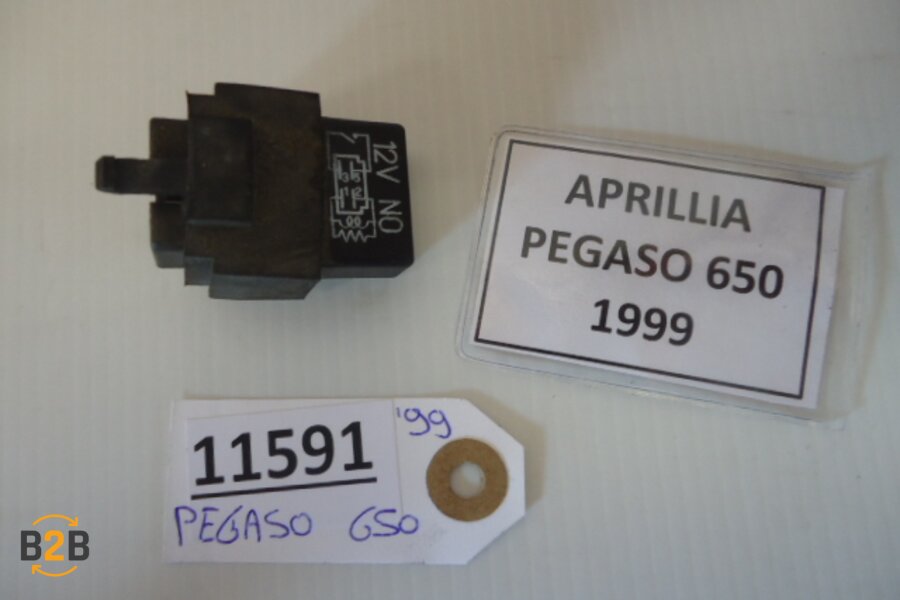 12V NO
APRILLIA
PEGASO 650
1999
'99
11591
PEGASO 650
B2B